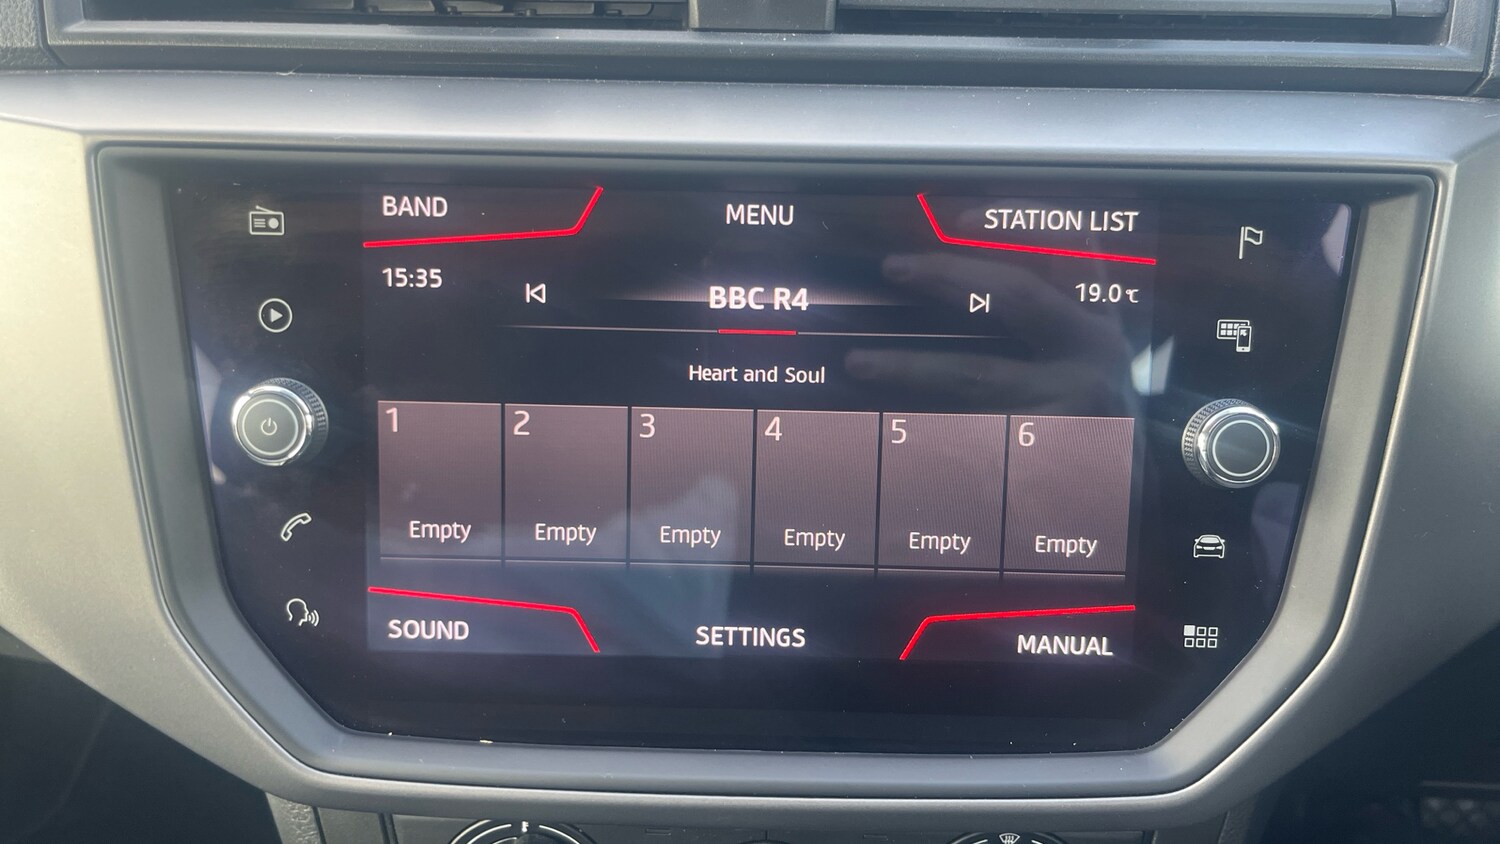 BAND
MENU
STATION LIST
15:35
BBC R4
19.0℃
Heart and Soul
1
2
3
4
5
6
Empty
Empty
Empty
Empty
Empty
Empty
SOUND
SETTINGS
MANUAL